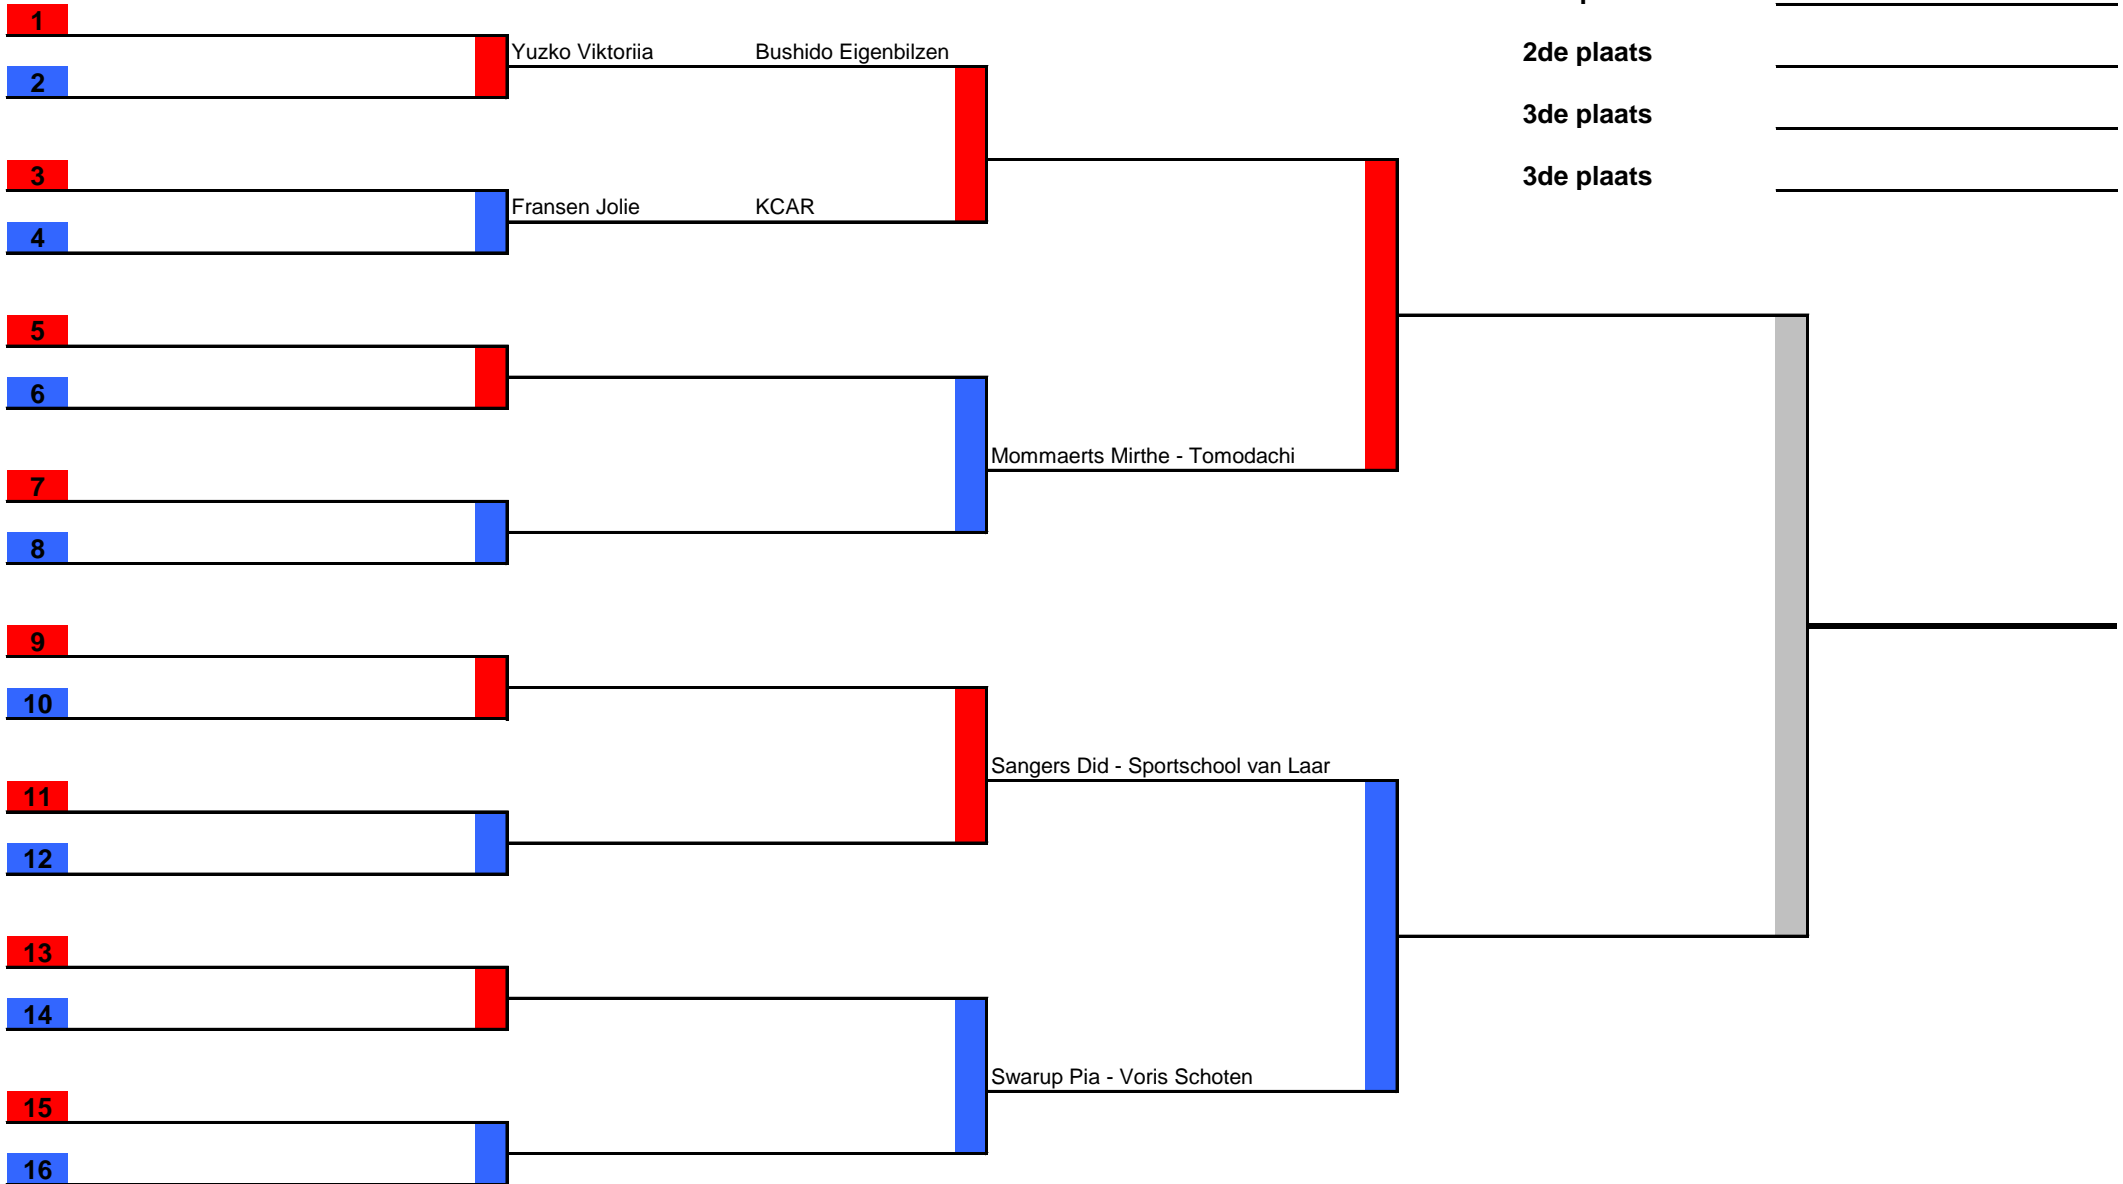 1
Yuzko Viktoriia Bushido Eigenbilzen
2de plaats
2
3de plaats
3
3de plaats
Fransen Jolie KCAR
4
5
6
Mommaerts Mirthe - Tomodachi
7
8
9
10
Sangers Did - Sportschool van Laar
11
12
13
14
Swarup Pia - Voris Schoten
15
16